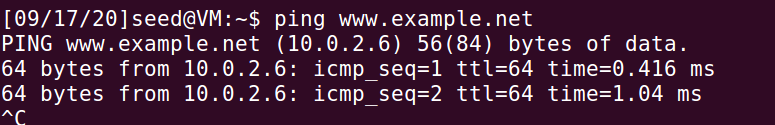 [09/17/20]seed@VM:~$ ping www.example.net
PING www.example.net (10.0.2.6) 56(84) bytes of data.
64 bytes from 10.0.2.6: icmp_seq=1 ttl=64 time=0.416 ms
64 bytes from 10.0.2.6: icmp_seq=2 ttl=64 time=1.04 ms
^C